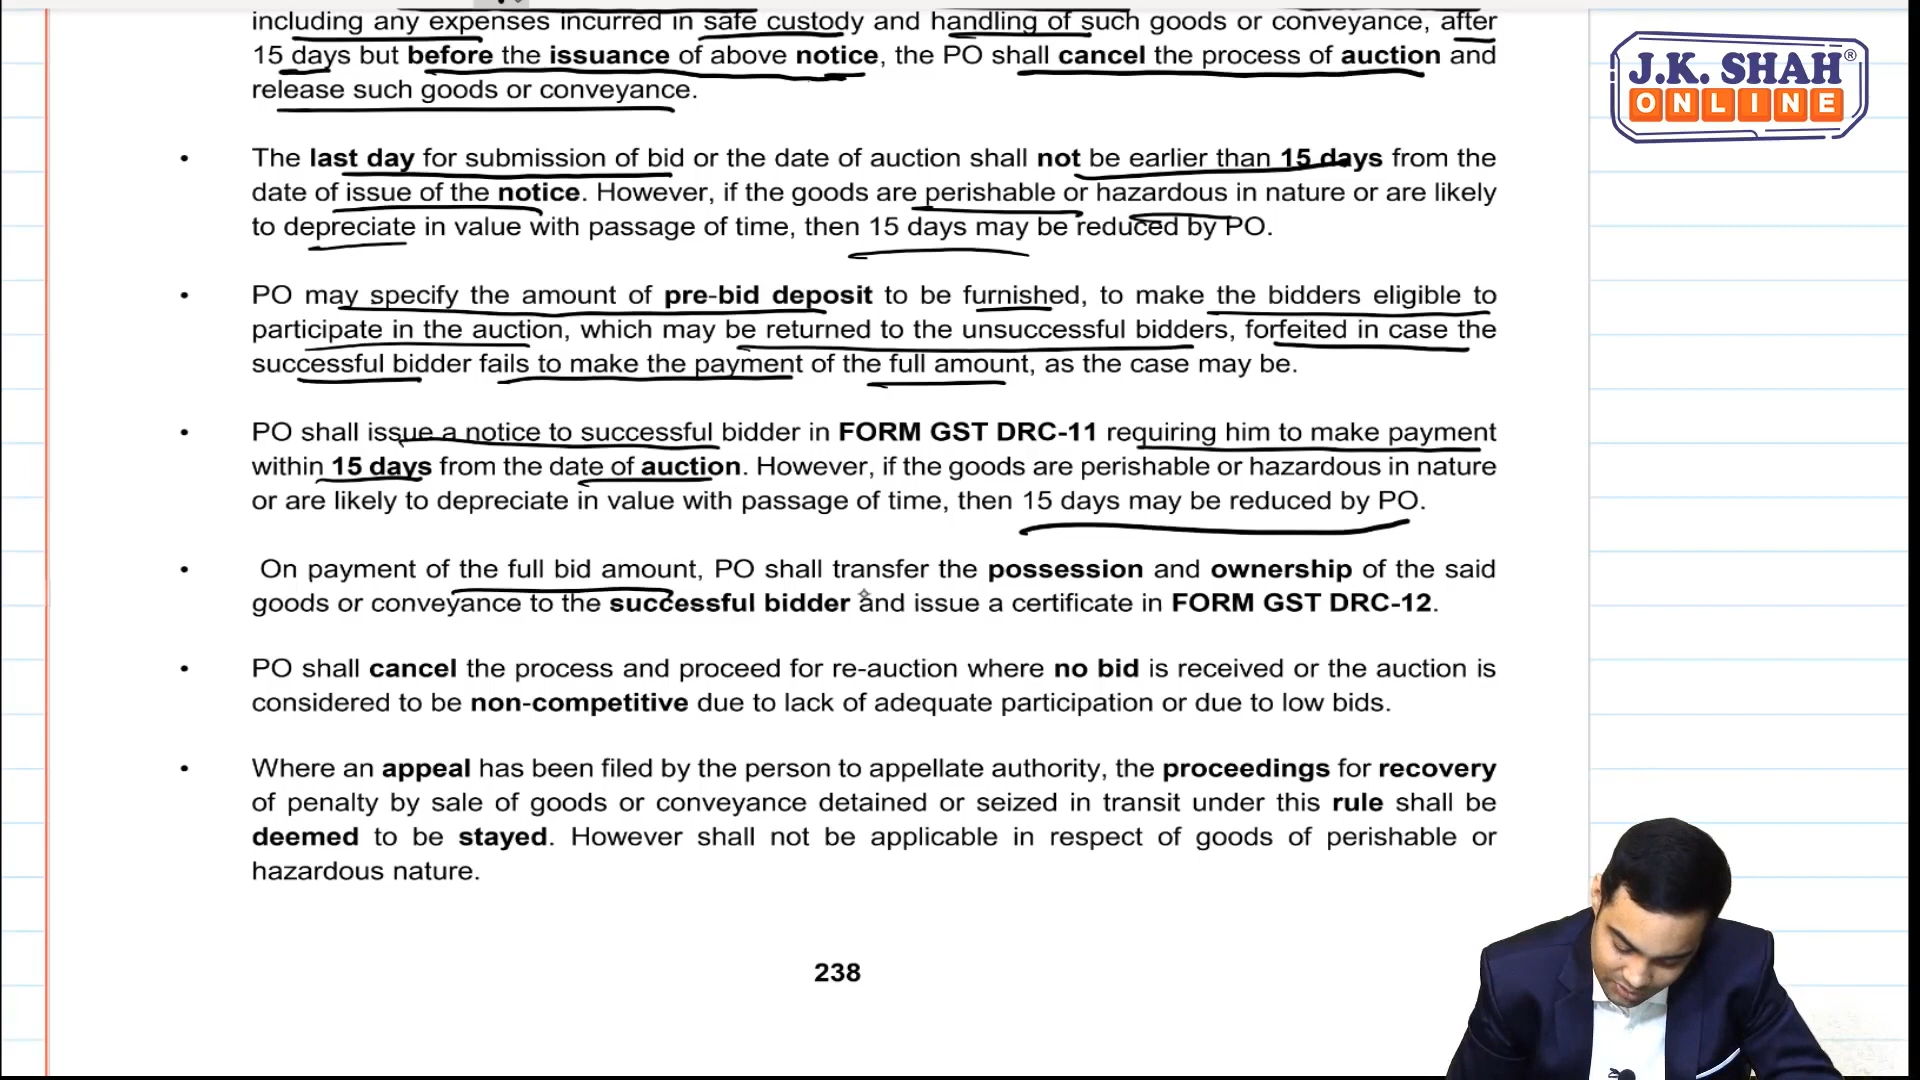 including any expenses incurred in safe custody and handling of such goods or conveyance, after
15 days but before the issuance of above notice, the PO shall cancel the process of auction and
release such goods or conveyance.
J.K. SHAH®
ONLINE
• The last day for submission of bid or the date of auction shall not be earlier than 15 days from the
date of issue of the notice. However, if the goods are perishable or hazardous in nature or are likely
to depreciate in value with passage of time, then 15 days may be reduced by PO.
• PO may specify the amount of pre-bid deposit to be furnished, to make the bidders eligible to
participate in the auction, which may be returned to the unsuccessful bidders, forfeited in case the
successful bidder fails to make the payment of the full amount, as the case may be.
• PO shall issue a notice to successful bidder in FORM GST DRC-11 requiring him to make payment
within 15 days from the date of auction. However, if the goods are perishable or hazardous in nature
or are likely to depreciate in value with passage of time, then 15 days may be reduced by PO.
• On payment of the full bid amount, PO shall transfer the possession and ownership of the said
goods or conveyance to the successful bidder and issue a certificate in FORM GST DRC-12.
• PO shall cancel the process and proceed for re-auction where no bid is received or the auction is
considered to be non-competitive due to lack of adequate participation or due to low bids.
• Where an appeal has been filed by the person to appellate authority, the proceedings for recovery
of penalty by sale of goods or conveyance detained or seized in transit under this rule shall be
deemed to be stayed. However shall not be applicable in respect of goods of perishable or
hazardous nature.
238